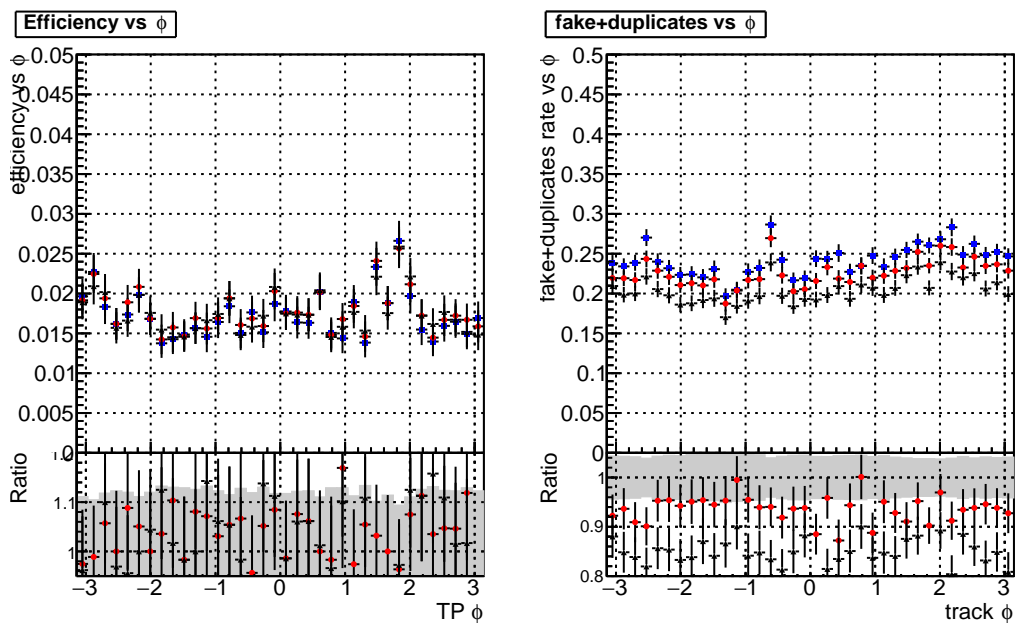 Efficiency vs ϕ
efficiency vs ϕ
0.05
0.045
0.04
0.035
0.03
0.025
0.02
0.015
0.01
0.005
0
Ratio
1.1
1
−3 −2 −1 0 1 2 3
TP ϕ
fake+duplicates vs ϕ
fake+duplicates rate vs ϕ
0.5
0.45
0.4
0.35
0.3
0.25
0.2
0.15
0.1
0.05
0
Ratio
1
0.9
0.8
−3 −2 −1 0 1 2 3
track ϕ